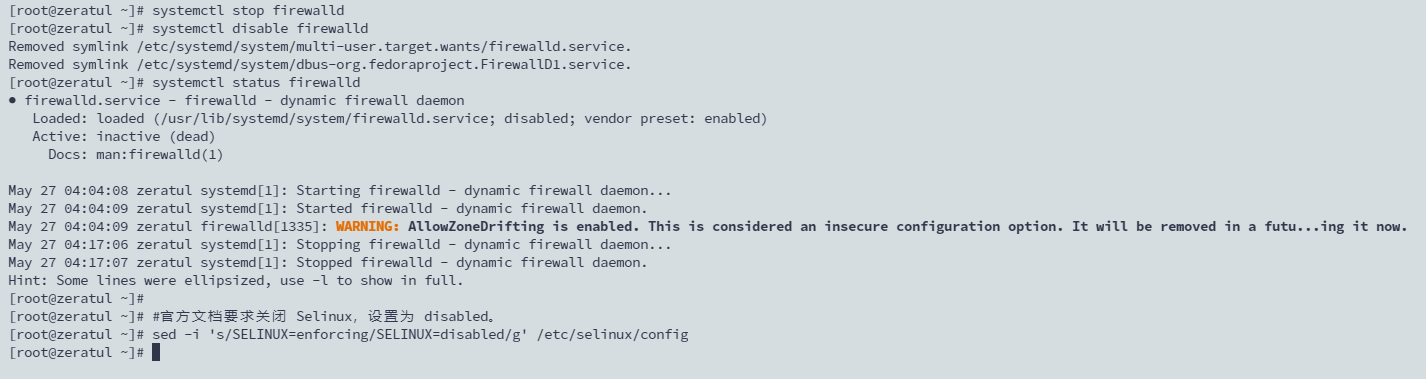 [root@zeratul ~]# systemctl stop firewalld
[root@zeratul ~]# systemctl disable firewalld
Removed symlink /etc/systemd/system/multi-user.target.wants/firewalld.service.
Removed symlink /etc/systemd/system/dbus-org.fedoraproject.FirewallD1.service.
[root@zeratul ~]# systemctl status firewalld
● firewalld.service - firewalld - dynamic firewall daemon
   Loaded: loaded (/usr/lib/systemd/system/firewalld.service; disabled; vendor preset: enabled)
   Active: inactive (dead)
     Docs: man:firewalld(1)

May 27 04:04:08 zeratul systemd[1]: Starting firewalld - dynamic firewall daemon...
May 27 04:04:09 zeratul systemd[1]: Started firewalld - dynamic firewall daemon.
May 27 04:04:09 zeratul firewalld[1335]: WARNING: AllowZoneDrifting is enabled. This is considered an insecure configuration option. It will be removed in a futu...ing it now.
May 27 04:17:06 zeratul systemd[1]: Stopping firewalld - dynamic firewall daemon...
May 27 04:17:07 zeratul systemd[1]: Stopped firewalld - dynamic firewall daemon.
Hint: Some lines were ellipsized, use -l to show in full.
[root@zeratul ~]#
[root@zeratul ~]# #官方文档要求关闭 Selinux，设置为 disabled。
[root@zeratul ~]# sed -i 's/SELINUX=enforcing/SELINUX=disabled/g' /etc/selinux/config
[root@zeratul ~]#